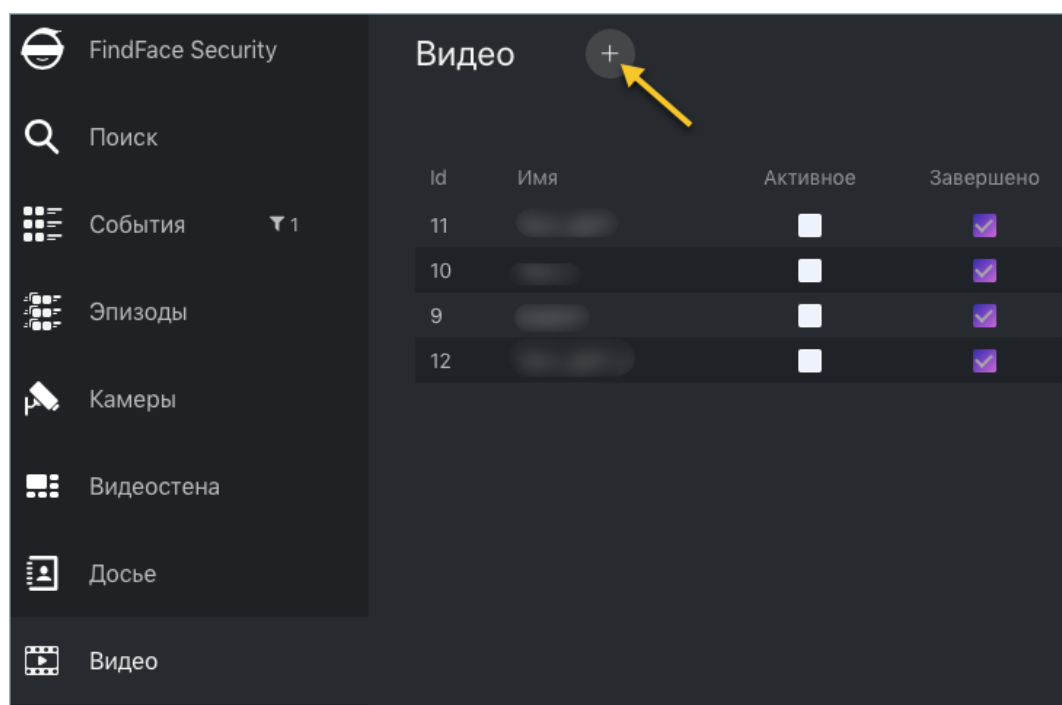 FindFace Security
Поиск
События 1
Эпизоды
Камеры
Видеостена
Досье
Видео
Видео +
Id Имя Активное Завершено
11
10
9
12